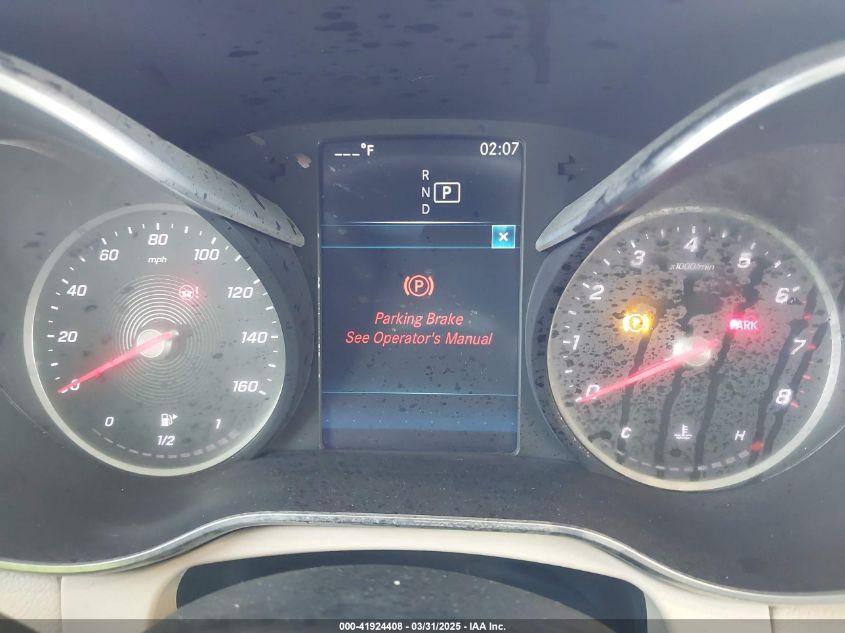 ___°F 02:07
R
N P
D
×
(P)
Parking Brake
See Operator's Manual
0 20 40 60 80 100 120 140 160
mph
!
0 1/2 1
0 1 2 3 4 5 6 7 8
x1000/min
(P) PARK
C H
000-41924408 - 03/31/2025 - IAA Inc.